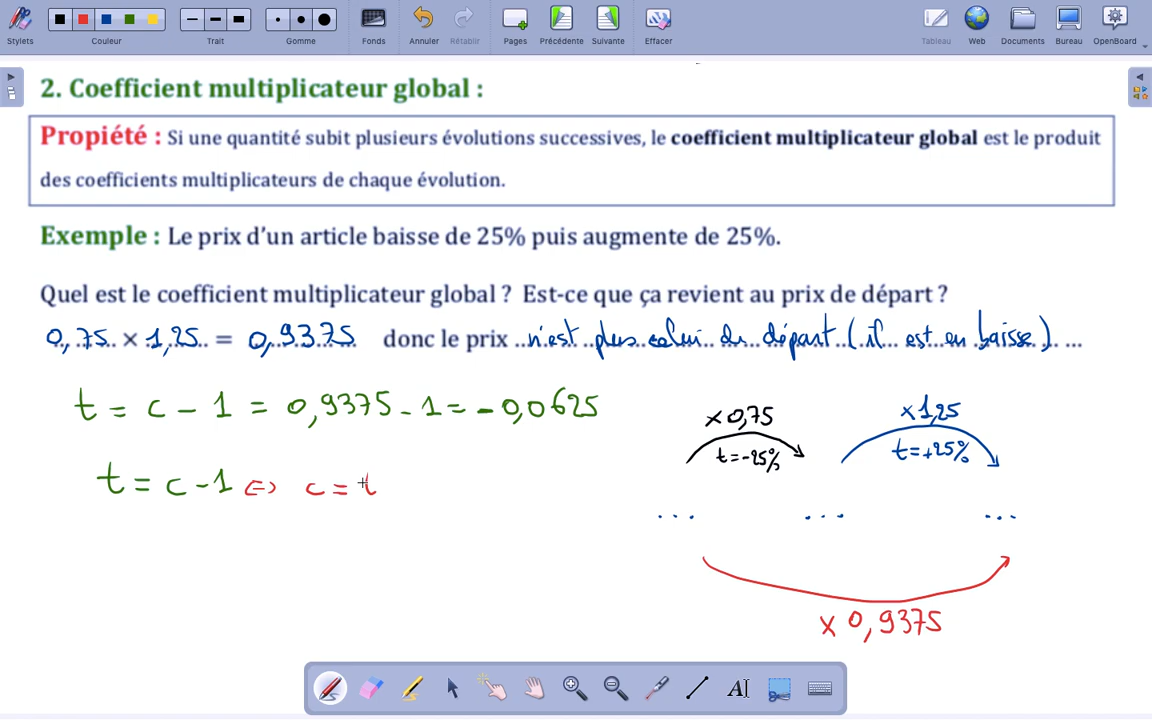 Stylets Couleur Trait Gomme Fonds Annuler Rétablir Pages Précédente Suivante Effacer Tableau Web Documents Bureau OpenBoard
2. Coefficient multiplicateur global :
Propiété : Si une quantité subit plusieurs évolutions successives, le coefficient multiplicateur global est le produit
des coefficients multiplicateurs de chaque évolution.
Exemple : Le prix d'un article baisse de 25% puis augmente de 25%.
Quel est le coefficient multiplicateur global ? Est-ce que ça revient au prix de départ ?
0,75 × 1,25 = 0,9375 donc le prix n'est plus celui du départ (il est en baisse)
t = c - 1 = 0,9375 - 1 = - 0,0625
×0,75 ×1,25
t=-25% t=+25%
t = c - 1 ⇔ c = t
... ... ...
× 0,9375